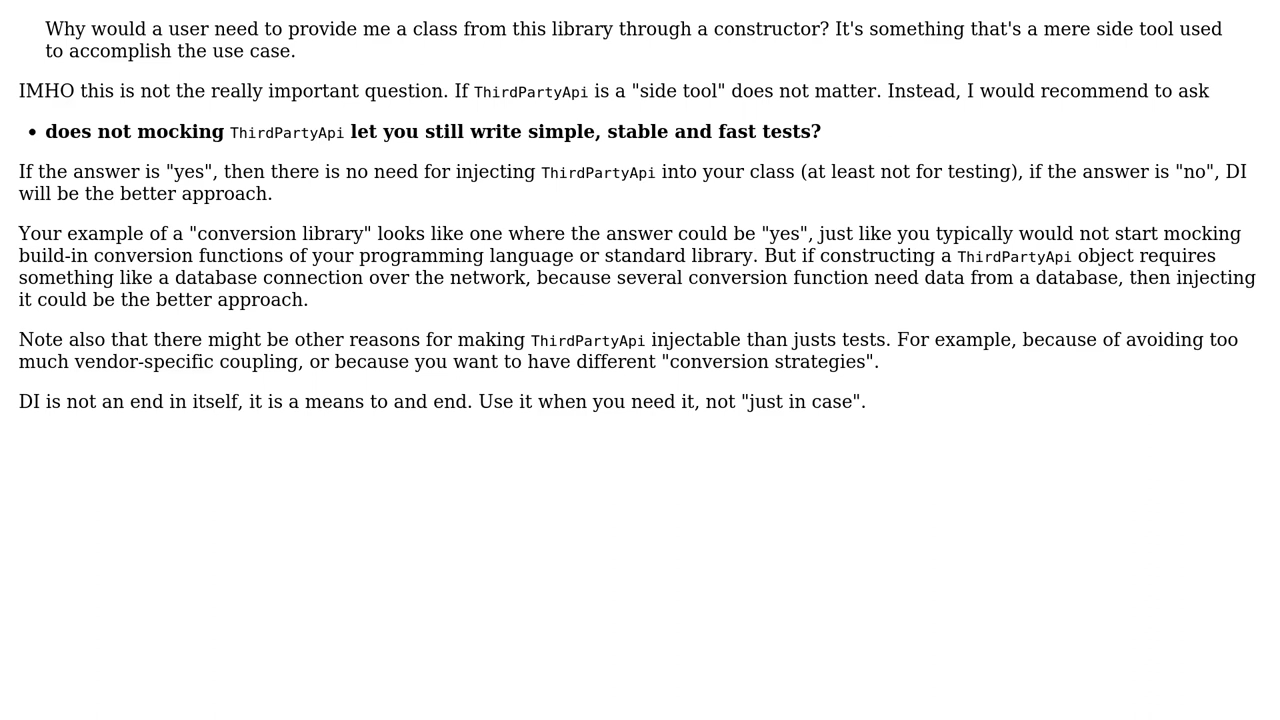 Why would a user need to provide me a class from this library through a constructor? It's something that's a mere side tool used
to accomplish the use case.
IMHO this is not the really important question. If ThirdPartyApi is a "side tool" does not matter. Instead, I would recommend to ask
• does not mocking ThirdPartyApi let you still write simple, stable and fast tests?
If the answer is "yes", then there is no need for injecting ThirdPartyApi into your class (at least not for testing), if the answer is "no", DI
will be the better approach.
Your example of a "conversion library" looks like one where the answer could be "yes", just like you typically would not start mocking
build-in conversion functions of your programming language or standard library. But if constructing a ThirdPartyApi object requires
something like a database connection over the network, because several conversion function need data from a database, then injecting
it could be the better approach.
Note also that there might be other reasons for making ThirdPartyApi injectable than justs tests. For example, because of avoiding too
much vendor-specific coupling, or because you want to have different "conversion strategies".
DI is not an end in itself, it is a means to and end. Use it when you need it, not "just in case".